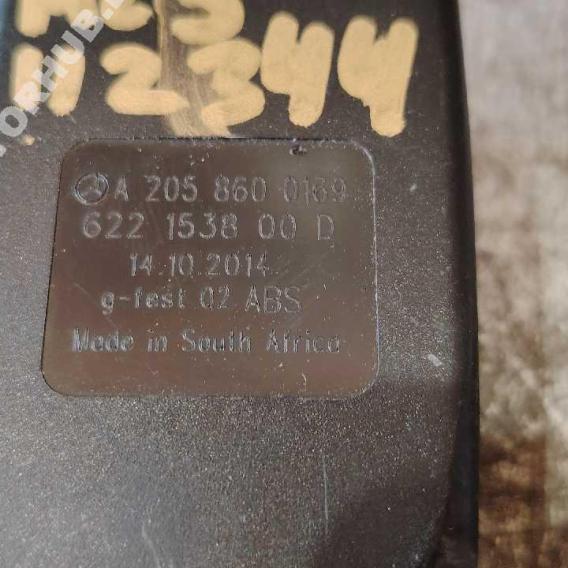 H2344
A 205 860 0169
622 1538 00 D
14.10.2014
g-fest 02 ABS
Made in South Africa